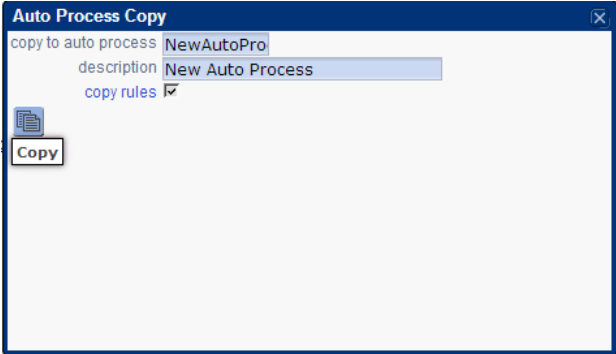 Auto Process Copy
copy to auto process NewAutoPro
description New Auto Process
copy rules
Copy